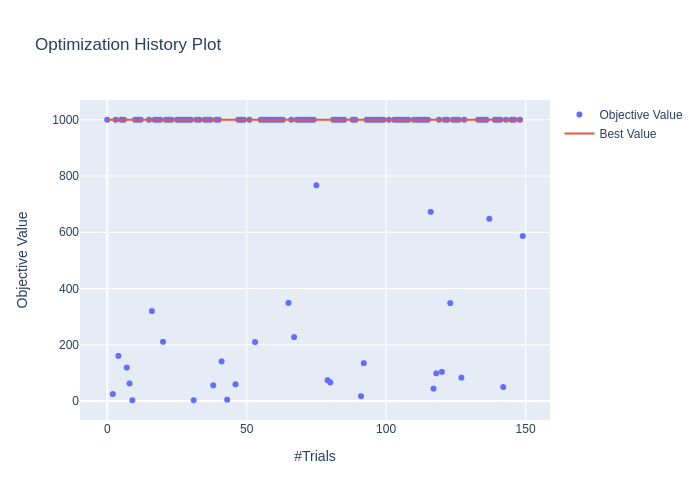 Optimization History Plot
Objective Value
Best Value
1000
800
600
400
200
0
Objective Value
0
50
100
150
#Trials